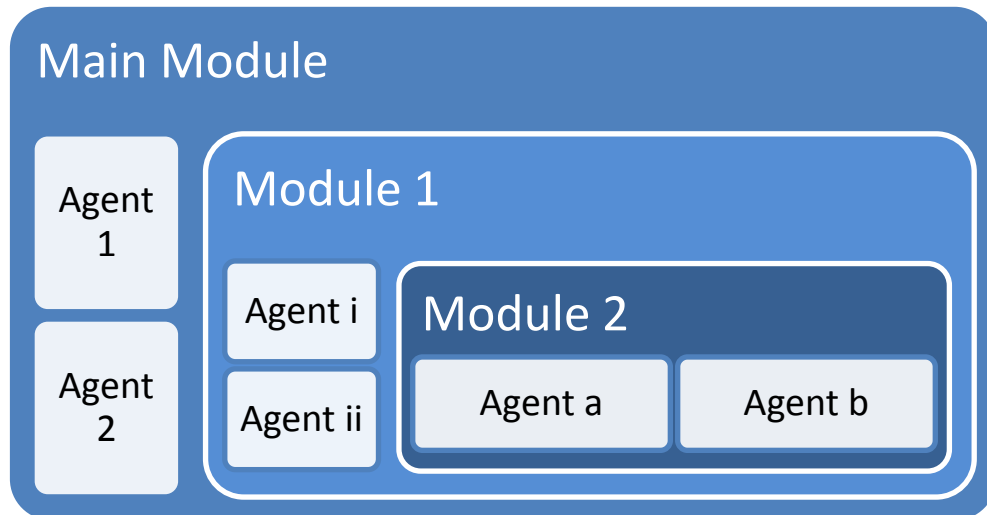 Main Module
Agent
1
Agent
2
Module 1
Agent i
Agent ii
Module 2
Agent a
Agent b